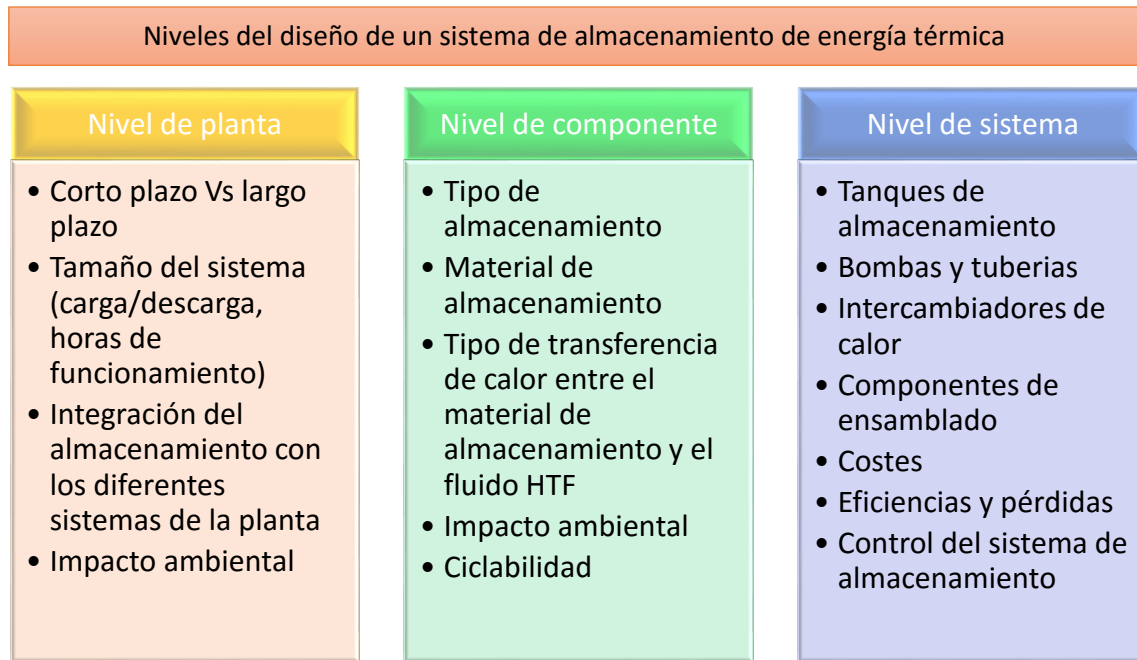 Niveles del diseño de un sistema de almacenamiento de energía térmica
Nivel de planta
• Corto plazo Vs largo
plazo
• Tamaño del sistema
(carga/descarga,
horas de
funcionamiento)
• Integración del
almacenamiento con
los diferentes
sistemas de la planta
• Impacto ambiental
Nivel de componente
• Tipo de
almacenamiento
• Material de
almacenamiento
• Tipo de transferencia
de calor entre el
material de
almacenamiento y el
fluido HTF
• Impacto ambiental
• Ciclabilidad
Nivel de sistema
• Tanques de
almacenamiento
• Bombas y tuberias
• Intercambiadores de
calor
• Componentes de
ensamblado
• Costes
• Eficiencias y pérdidas
• Control del sistema de
almacenamiento